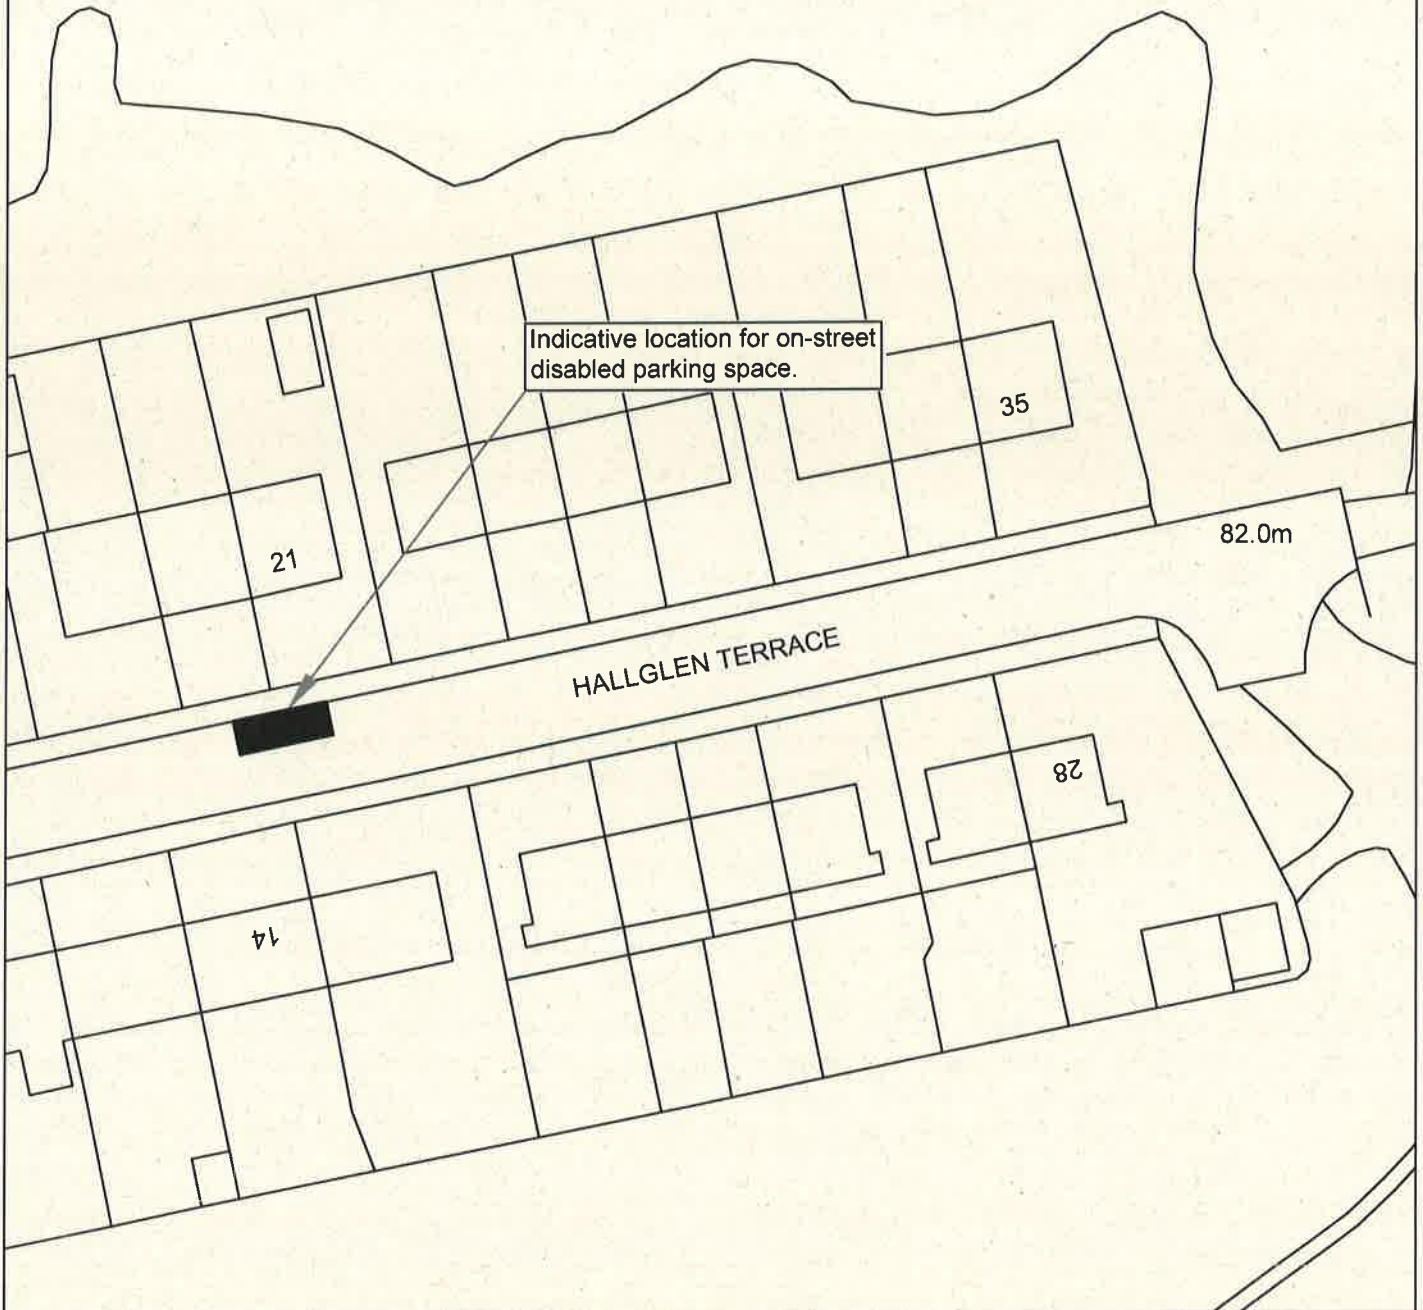 Indicative location for on-street
disabled parking space.
35
82.0m
21
HALLGLEN TERRACE
28
14